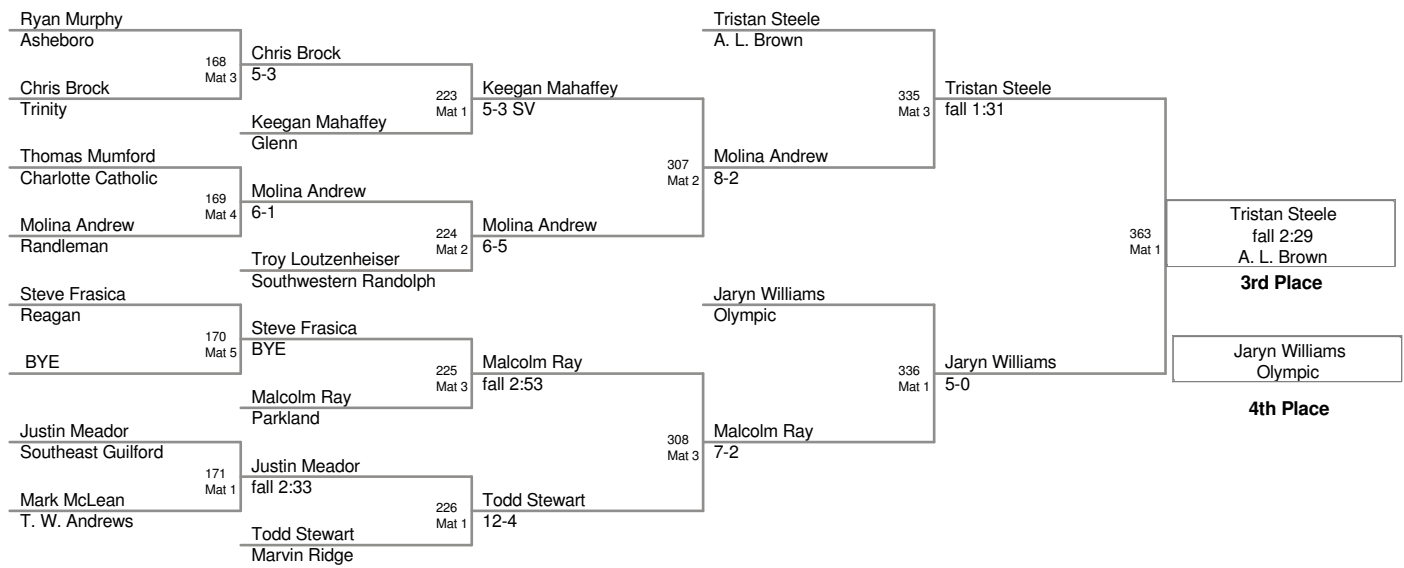 Ryan Murphy
Asheboro
168
Mat 3
Chris Brock
Trinity
Chris Brock
5-3
223
Mat 1
Keegan Mahaffey
Glenn
Keegan Mahaffey
5-3 SV
Thomas Mumford
Charlotte Catholic
169
Mat 4
Molina Andrew
Randleman
Molina Andrew
6-1
224
Mat 2
Troy Loutzenheiser
Southwestern Randolph
Molina Andrew
6-5
307
Mat 2
Tristan Steele
A. L. Brown
335
Mat 3
Molina Andrew
8-2
Tristan Steele
fall 1:31
Steve Frasica
Reagan
170
Mat 5
BYE
Steve Frasica
BYE
225
Mat 3
Malcolm Ray
Parkland
Malcolm Ray
fall 2:53
Justin Meador
Southeast Guilford
171
Mat 1
Mark McLean
T. W. Andrews
Justin Meador
fall 2:33
226
Mat 1
Todd Stewart
Marvin Ridge
Todd Stewart
12-4
308
Mat 3
Jaryn Williams
Olympic
336
Mat 1
Malcolm Ray
7-2
Jaryn Williams
5-0
363
Mat 1
Tristan Steele
fall 2:29
A. L. Brown
3rd Place
Jaryn Williams
Olympic
4th Place